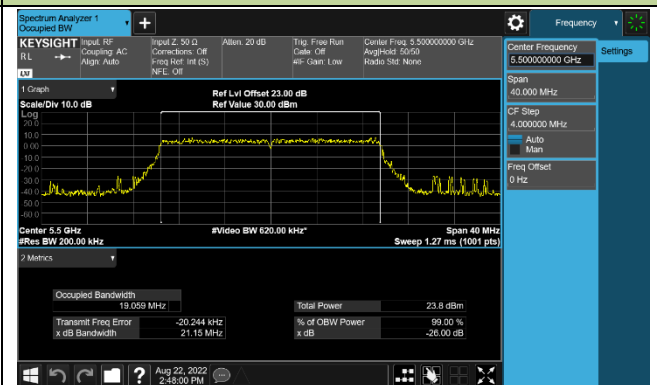 Spectrum Analyzer 1
Occupied BW
Frequency
KEYSIGHT
RL
LXI
Input: RF
Coupling: AC
Align: Auto
Input Z: 50 Ω
Corrections: Off
Freq Ref: Int (S)
NFE: Off
Atten: 20 dB
Trig: Free Run
Gate: Off
#IF Gain: Low
Center Freq: 5.500000000 GHz
Avg|Hold: 50/50
Radio Std: None
Center Frequency
5.500000000 GHz
Settings
Span
40.000 MHz
CF Step
4.000000 MHz
Auto
Man
Freq Offset
0 Hz
1 Graph
Scale/Div 10.0 dB
Ref Lvl Offset 23.00 dB
Ref Value 30.00 dBm
Log
20.0
10.0
0.00
-10.0
-20.0
-30.0
-40.0
-50.0
-60.0
Center 5.5 GHz
#Video BW 620.00 kHz*
Span 40 MHz
#Res BW 200.00 kHz
Sweep 1.27 ms (1001 pts)
2 Metrics
Occupied Bandwidth
19.059 MHz
Total Power
23.8 dBm
Transmit Freq Error
-20.244 kHz
% of OBW Power
99.00 %
x dB Bandwidth
21.15 MHz
x dB
-26.00 dB
?
Aug 22, 2022
2:48:00 PM